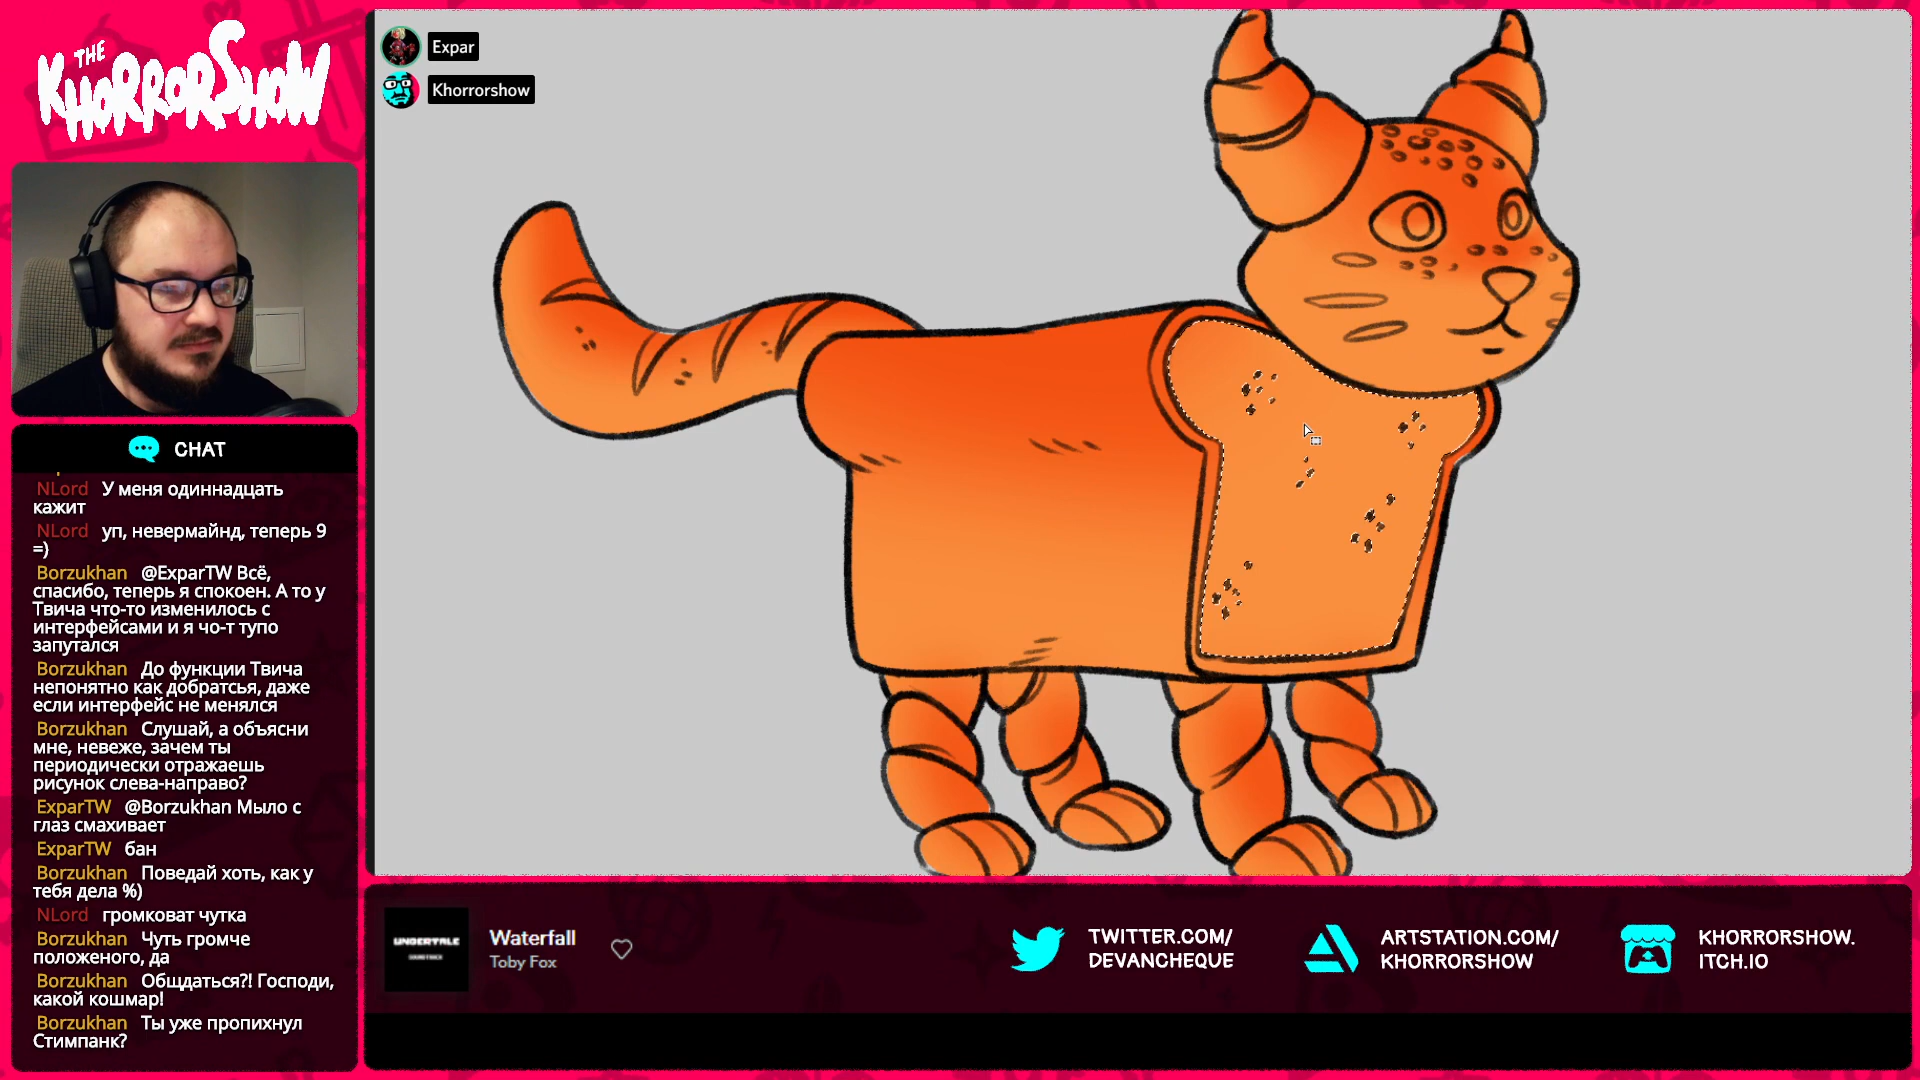 THE
KHORRORSHOW
Expar
Khorrorshow
CHAT
NLord У меня одиннадцать
кажит
NLord уп, невермайнд, теперь 9
=)
Borzukhan @ExparTW Всё,
спасибо, теперь я спокоен. А то у
Твича что-то изменилось с
интерфейсами и я чо-т тупо
запутался
Borzukhan До функции Твича
непонятно как добраться, даже
если интерфейс не менялся
Borzukhan Слушай, а объясни
мне, невеже, зачем ты
периодически отражаешь
рисунок слева-направо?
ExparTW @Borzukhan Мыло с
глаз смахивает
ExparTW бан
Borzukhan Поведай хоть, как у
тебя дела %)
NLord громковат чутка
Borzukhan Чуть громче
положеного, да
Borzukhan Общдаться?! Господи,
какой кошмар!
Borzukhan Ты уже пропихнул
Стимпанк?
UNDERTALE
SOUNDTRACK
Waterfall
Toby Fox
TWITTER.COM/
DEVANCHEQUE
ARTSTATION.COM/
KHORRORSHOW
KHORRORSHOW.
ITCH.IO